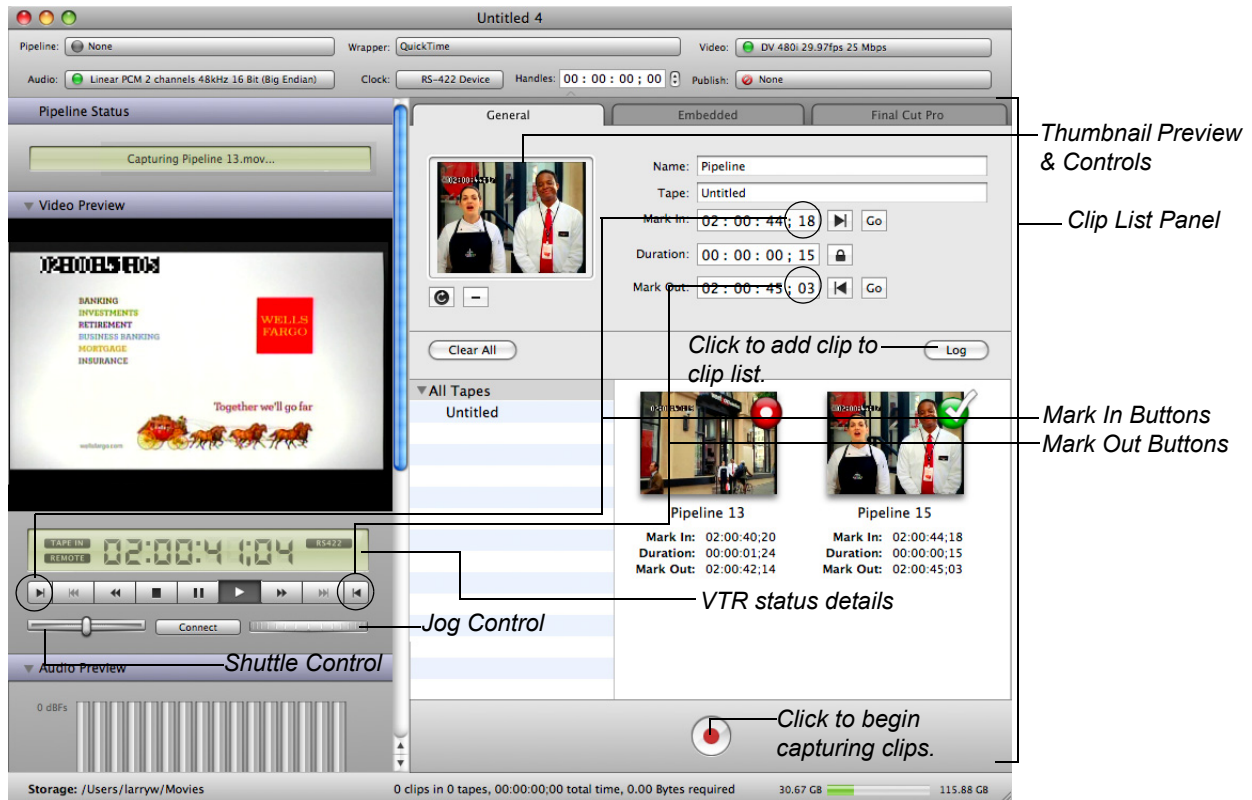 Untitled 4
Pipeline: None
Wrapper: QuickTime
Video: DV 480i 29.97fps 25 Mbps
Audio: Linear PCM 2 channels 48kHz 16 Bit (Big Endian)
Clock: RS-422 Device
Handles: 00 : 00 : 00 ; 00
Publish: None
Pipeline Status
Capturing Pipeline 13.mov...
Video Preview
BANKING
INVESTMENTS
RETIREMENT
BUSINESS BANKING
MORTGAGE
INSURANCE
WELLS
FARGO
Together we'll go far
wellsfargo.com
TAPE IN
REMOTE
02:00:41;04
RS422
Connect
Jog Control
Shuttle Control
Audio Preview
0 dBFs
General
Embedded
Final Cut Pro
Thumbnail Preview
& Controls
Clip List Panel
Name: Pipeline
Tape: Untitled
Mark In: 02 : 00 : 44 ; 18 Go
Duration: 00 : 00 : 00 ; 15
Mark Out: 02 : 00 : 45 ; 03 Go
Clear All
Click to add clip to
clip list.
Log
All Tapes
Untitled
Mark In Buttons
Mark Out Buttons
Pipeline 13
Mark In: 02:00:40;20
Duration: 00:00:01;24
Mark Out: 02:00:42;14
Pipeline 15
Mark In: 02:00:44;18
Duration: 00:00:00;15
Mark Out: 02:00:45;03
VTR status details
Click to begin
capturing clips.
Storage: /Users/larryw/Movies
0 clips in 0 tapes, 00:00:00;00 total time, 0.00 Bytes required
30.67 GB
115.88 GB